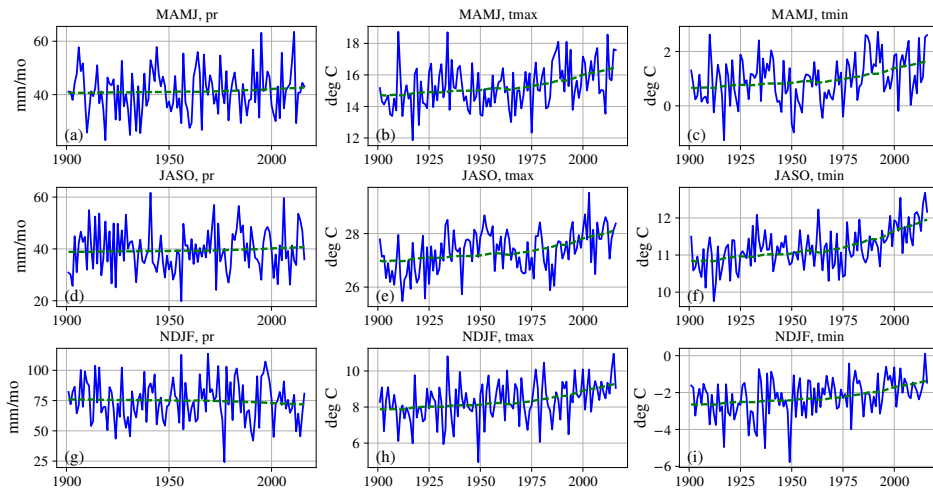 MAMJ, pr
MAMJ, tmax
MAMJ, tmin
mm/mo
60
40
(a)
1900
1950
2000
deg C
18
16
14
12
(b)
1900
1925
1950
1975
2000
deg C
2
0
(c)
1900
1925
1950
1975
2000
JASO, pr
JASO, tmax
JASO, tmin
mm/mo
60
40
20
(d)
1900
1950
2000
deg C
28
26
(e)
1900
1925
1950
1975
2000
deg C
12
11
10
(f)
1900
1925
1950
1975
2000
NDJF, pr
NDJF, tmax
NDJF, tmin
mm/mo
100
75
50
25
(g)
1900
1950
2000
deg C
10
8
6
(h)
1900
1925
1950
1975
2000
deg C
0
−2
−4
−6
(i)
1900
1925
1950
1975
2000